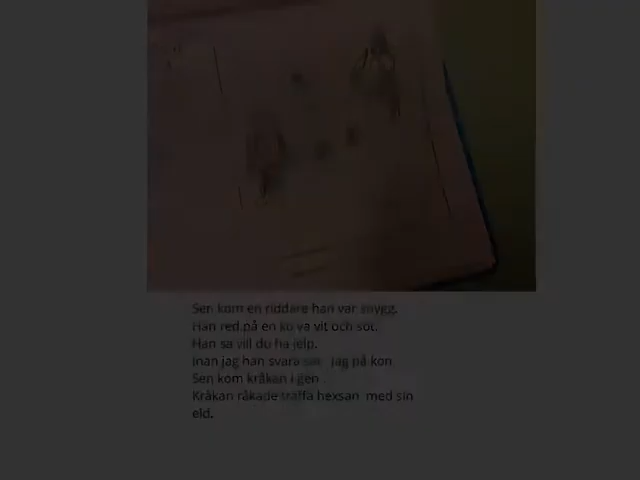 Sen kom en riddare han var snygg.
Han red på en ko va vit och söt.
Han sa vill du ha jelp.
Inan jag han svara sat jag på kon.
Sen kom kråkan i gen.
Kråkan råkade träffa hexsan med sin
eld.